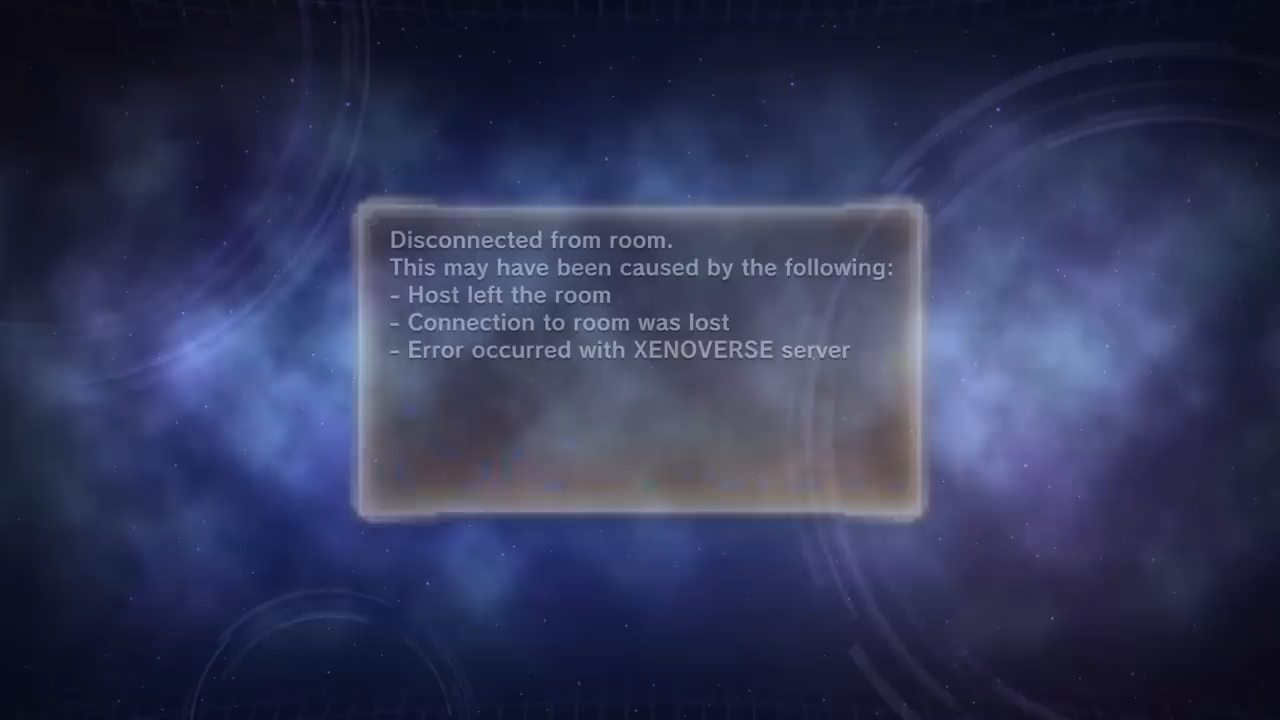 Disconnected from room.
This may have been caused by the following:
- Host left the room
- Connection to room was lost
- Error occurred with XENOVERSE server